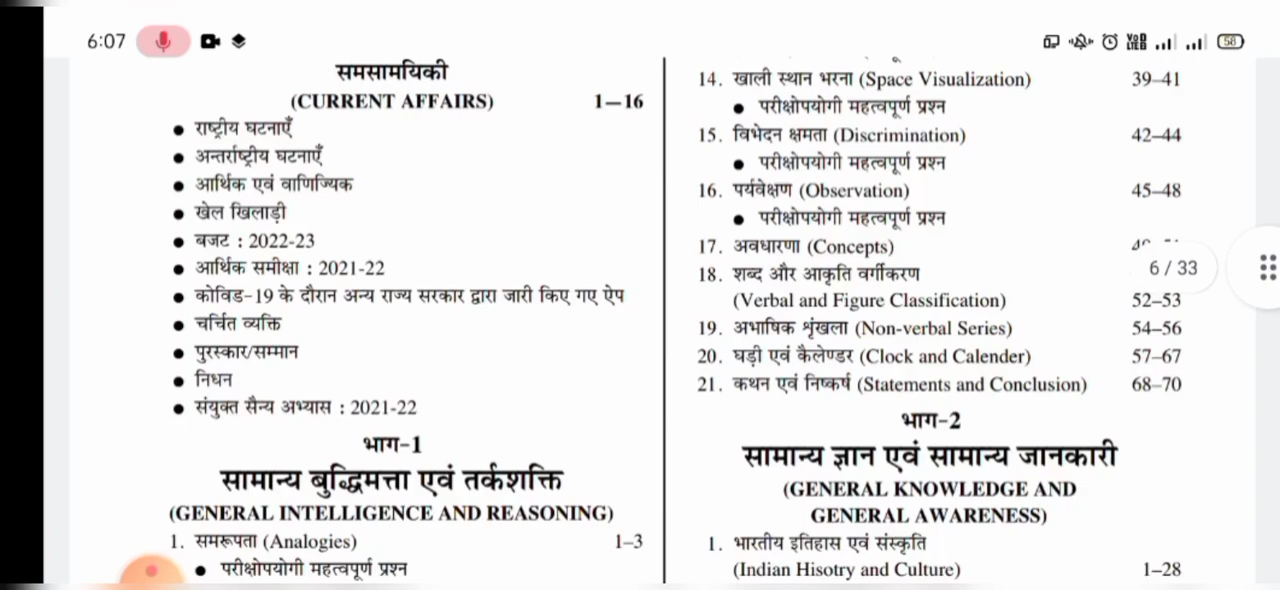 6:07
58
समसामयिकी
(CURRENT AFFAIRS) 1–16
● राष्ट्रीय घटनाएँ
● अन्तर्राष्ट्रीय घटनाएँ
● आर्थिक एवं वाणिज्यिक
● खेल खिलाड़ी
● बजट : 2022-23
● आर्थिक समीक्षा : 2021-22
● कोविड-19 के दौरान अन्य राज्य सरकार द्वारा जारी किए गए ऐप
● चर्चित व्यक्ति
● पुरस्कार/सम्मान
● निधन
● संयुक्त सैन्य अभ्यास : 2021-22
भाग-1
सामान्य बुद्धिमत्ता एवं तर्कशक्ति
(GENERAL INTELLIGENCE AND REASONING)
1. समरूपता (Analogies) 1–3
● परीक्षोपयोगी महत्वपूर्ण प्रश्न
14. खाली स्थान भरना (Space Visualization) 39–41
● परीक्षोपयोगी महत्वपूर्ण प्रश्न
15. विभेदन क्षमता (Discrimination) 42–44
● परीक्षोपयोगी महत्वपूर्ण प्रश्न
16. पर्यवेक्षण (Observation) 45–48
● परीक्षोपयोगी महत्वपूर्ण प्रश्न
17. अवधारणा (Concepts)
6 / 33
18. शब्द और आकृति वर्गीकरण
(Verbal and Figure Classification) 52–53
19. अभाषिक शृंखला (Non-verbal Series) 54–56
20. घड़ी एवं कैलेण्डर (Clock and Calender) 57–67
21. कथन एवं निष्कर्ष (Statements and Conclusion) 68–70
भाग-2
सामान्य ज्ञान एवं सामान्य जानकारी
(GENERAL KNOWLEDGE AND
GENERAL AWARENESS)
1. भारतीय इतिहास एवं संस्कृति
(Indian Hisotry and Culture) 1–28